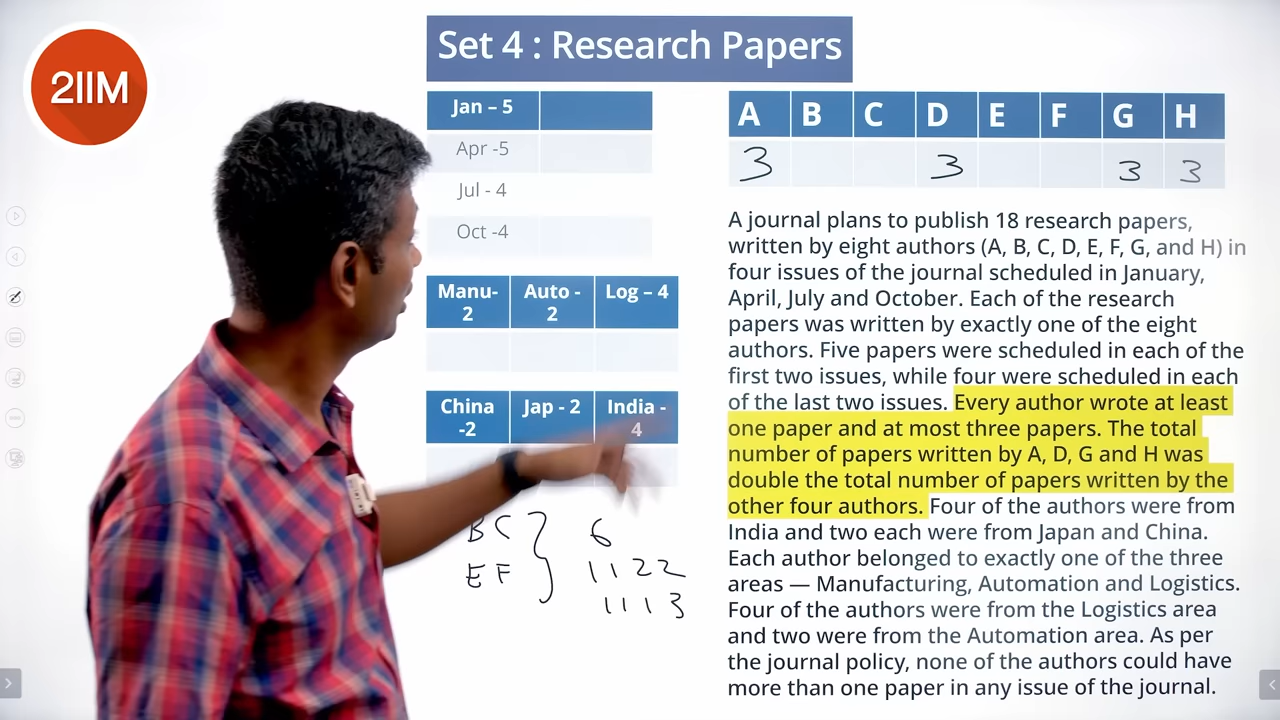 2IIM
Set 4 : Research Papers
Jan – 5
Apr -5
Jul - 4
Oct -4
Manu-
2
Auto -
2
Log – 4
China
-2
Jap - 2
India -
4
B C
E F
6
1 1 2 2
1 1 1 3
A B C D E F G H
3 3 3 3
A journal plans to publish 18 research papers,
written by eight authors (A, B, C, D, E, F, G, and H) in
four issues of the journal scheduled in January,
April, July and October. Each of the research
papers was written by exactly one of the eight
authors. Five papers were scheduled in each of the
first two issues, while four were scheduled in each
of the last two issues. Every author wrote at least
one paper and at most three papers. The total
number of papers written by A, D, G and H was
double the total number of papers written by the
other four authors. Four of the authors were from
India and two each were from Japan and China.
Each author belonged to exactly one of the three
areas — Manufacturing, Automation and Logistics.
Four of the authors were from the Logistics area
and two were from the Automation area. As per
the journal policy, none of the authors could have
more than one paper in any issue of the journal.